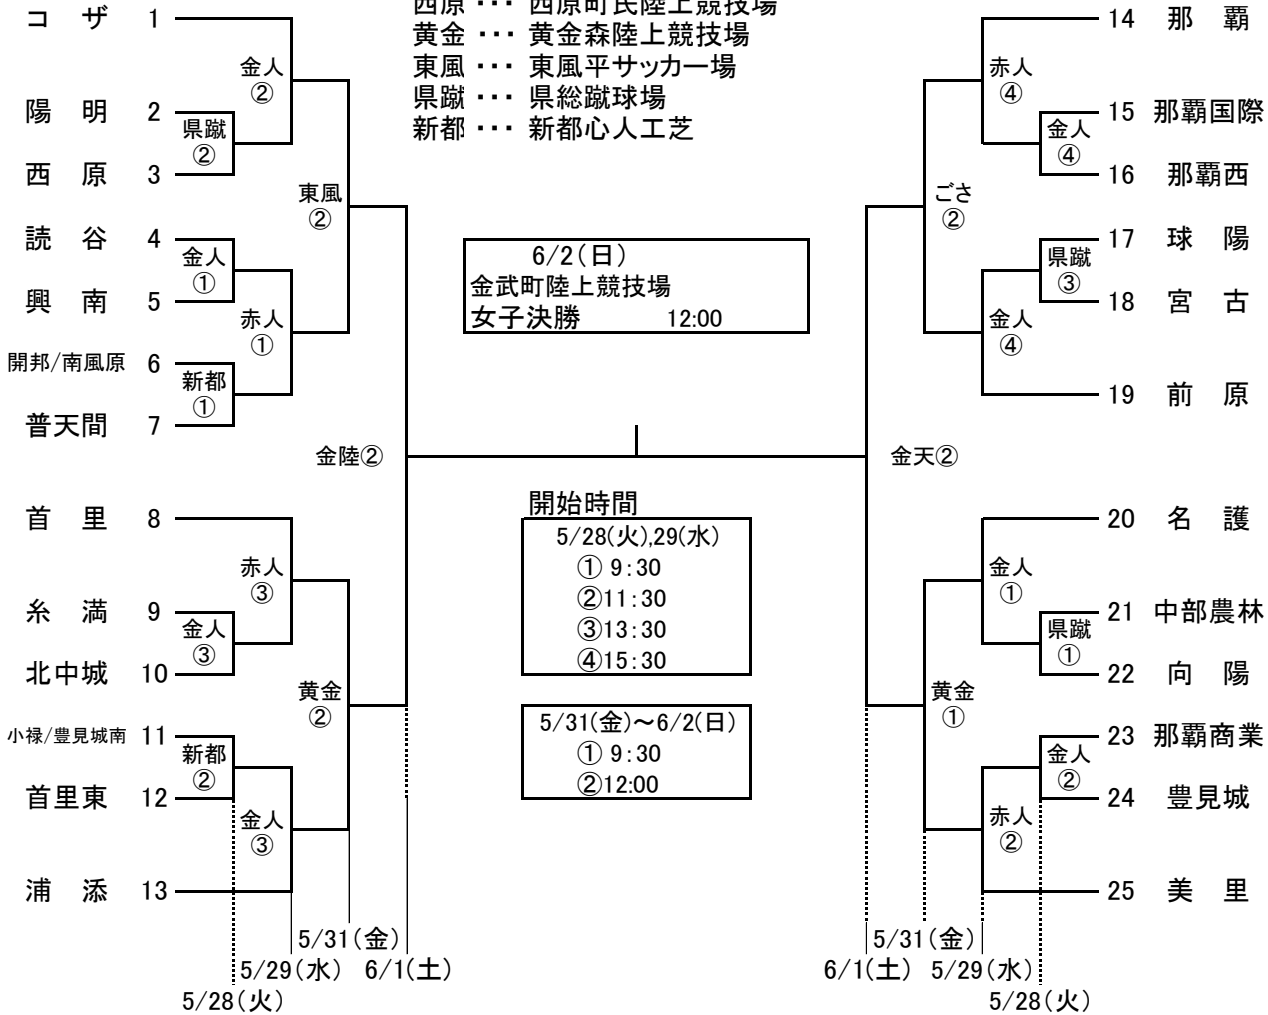 西原 ・・・ 西原町民陸上競技場
黄金 ・・・ 黄金森陸上競技場
東風 ・・・ 東風平サッカー場
県蹴 ・・・ 県総蹴球場
新都 ・・・ 新都心人工芝
コ ザ 1
金人
②
陽 明 2
県蹴
②
西 原 3
東風
②
読 谷 4
金人
①
興 南 5
赤人
①
開邦/南風原 6
新都
①
普天間 7
金陸②
首 里 8
赤人
③
糸 満 9
金人
③
北中城 10
黄金
②
小禄/豊見城南 11
新都
②
首里東 12
金人
③
浦 添 13
5/31(金)
5/29(水) 6/1(土)
5/28(火)
6/2(日)
金武町陸上競技場
女子決勝 12:00
開始時間
5/28(火),29(水)
① 9:30
②11:30
③13:30
④15:30
5/31(金)～6/2(日)
① 9:30
②12:00
14 那 覇
赤人
④
15 那覇国際
金人
④
16 那覇西
ごさ
②
17 球 陽
県蹴
③
18 宮 古
金人
④
19 前 原
金天②
20 名 護
金人
①
21 中部農林
県蹴
①
22 向 陽
黄金
①
23 那覇商業
金人
②
24 豊見城
赤人
②
25 美 里
5/31(金)
6/1(土) 5/29(水)
5/28(火)